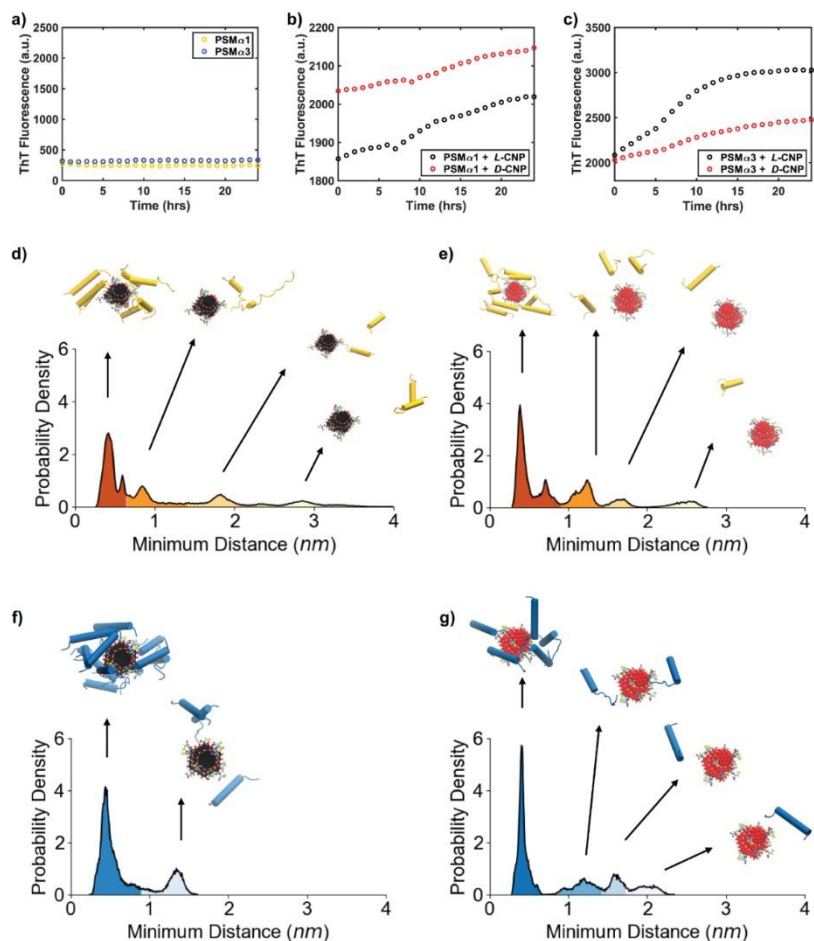 a)
ThT Fluorescence (a.u.)
2500
2000
1500
1000
500
0
0 5 10 15 20
Time (hrs)
PSMα1
PSMα3
b)
ThT Fluorescence (a.u.)
2200
2100
2000
1900
1800
0 5 10 15 20
Time (hrs)
PSMα1 + L-CNP
PSMα1 + D-CNP
c)
ThT Fluorescence (a.u.)
3500
3000
2500
2000
0 5 10 15 20
Time (hrs)
PSMα3 + L-CNP
PSMα3 + D-CNP
d)
Probability Density
6
4
2
0
0 1 2 3 4
Minimum Distance (nm)
e)
Probability Density
6
4
2
0
0 1 2 3 4
Minimum Distance (nm)
f)
Probability Density
6
4
2
0
0 1 2 3 4
Minimum Distance (nm)
g)
Probability Density
6
4
2
0
0 1 2 3 4
Minimum Distance (nm)